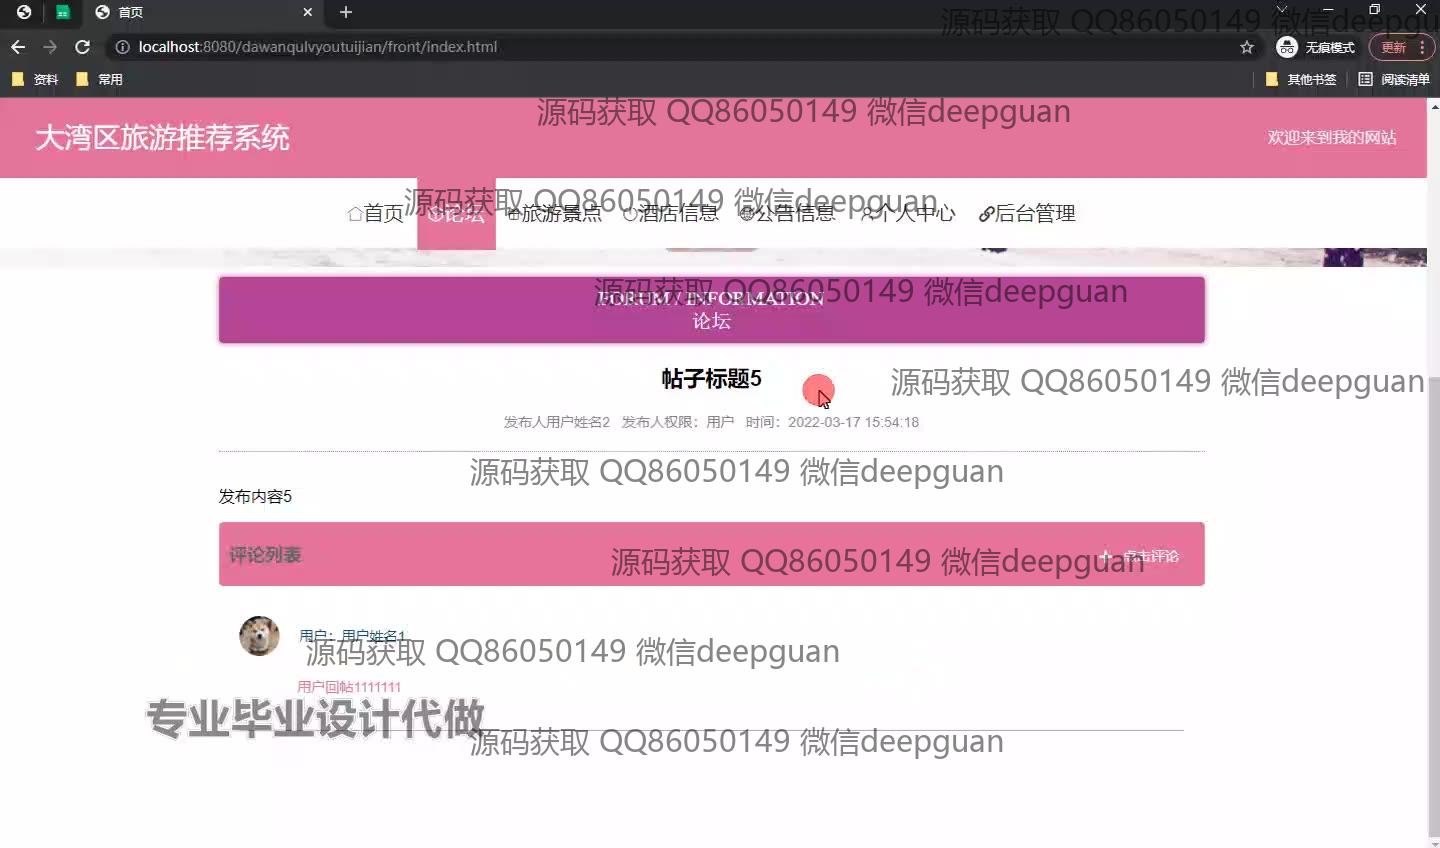 首页
localhost:8080/dawanqulvyoutuijian/front/index.html
无痕模式
更新
资料
常用
其他书签
阅读清单
源码获取 QQ86050149 微信deepgu
源码获取 QQ86050149 微信deepguan
大湾区旅游推荐系统
欢迎来到我的网站
源码获取 QQ86050149 微信deepguan
首页
论坛
旅游景点
酒店信息
公告信息
个人中心
后台管理
源码获取 QQ86050149 微信deepguan
FORUM / INFORMATION
论坛
帖子标题5
源码获取 QQ86050149 微信deepguan
发布人用户姓名2 发布人权限：用户 时间：2022-03-17 15:54:18
源码获取 QQ86050149 微信deepguan
发布内容5
评论列表
点击评论
源码获取 QQ86050149 微信deepguan
用户：用户姓名1
源码获取 QQ86050149 微信deepguan
用户回帖1111111
专业毕业设计代做
源码获取 QQ86050149 微信deepguan